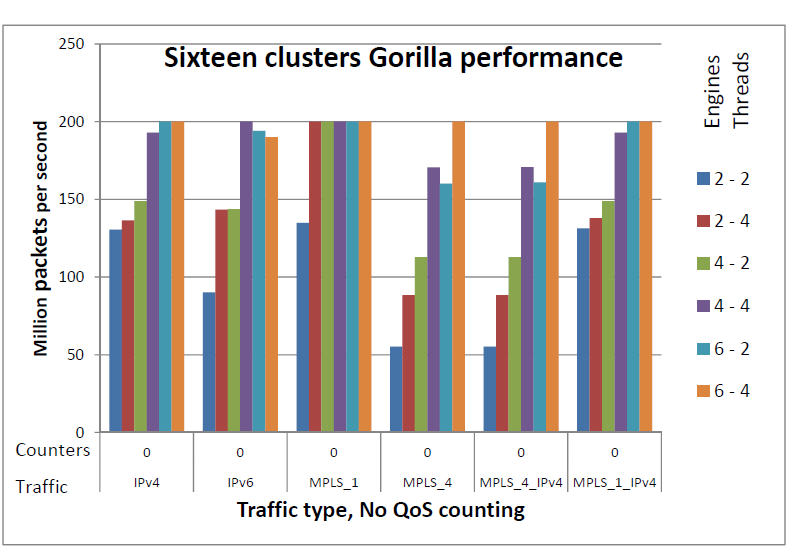 Sixteen clusters Gorilla performance
250
200
150
100
50
0
Million packets per second
Engines
Threads
2 - 2
2 - 4
4 - 2
4 - 4
6 - 2
6 - 4
Counters 0 0 0 0 0 0
Traffic IPv4 IPv6 MPLS_1 MPLS_4 MPLS_4_IPv4 MPLS_1_IPv4
Traffic type, No QoS counting